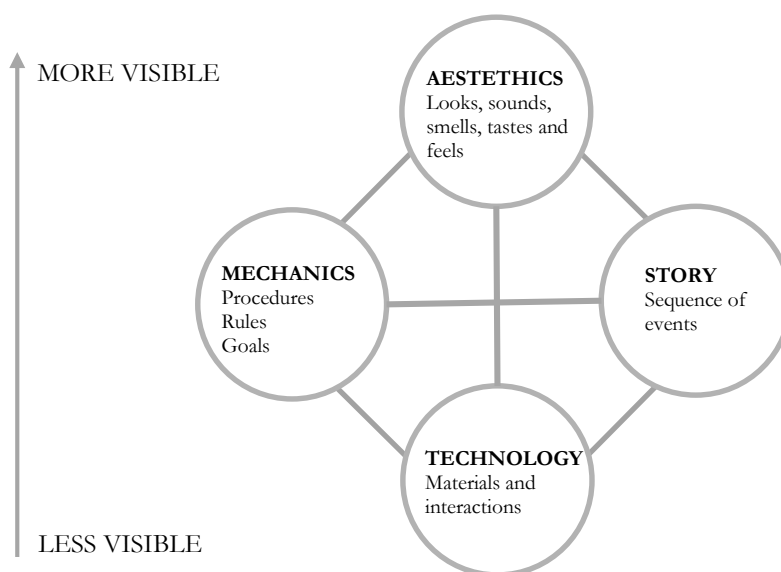 MORE VISIBLE
AESTETHICS
Looks, sounds,
smells, tastes and
feels
MECHANICS
Procedures
Rules
Goals
STORY
Sequence of
events
TECHNOLOGY
Materials and
interactions
LESS VISIBLE